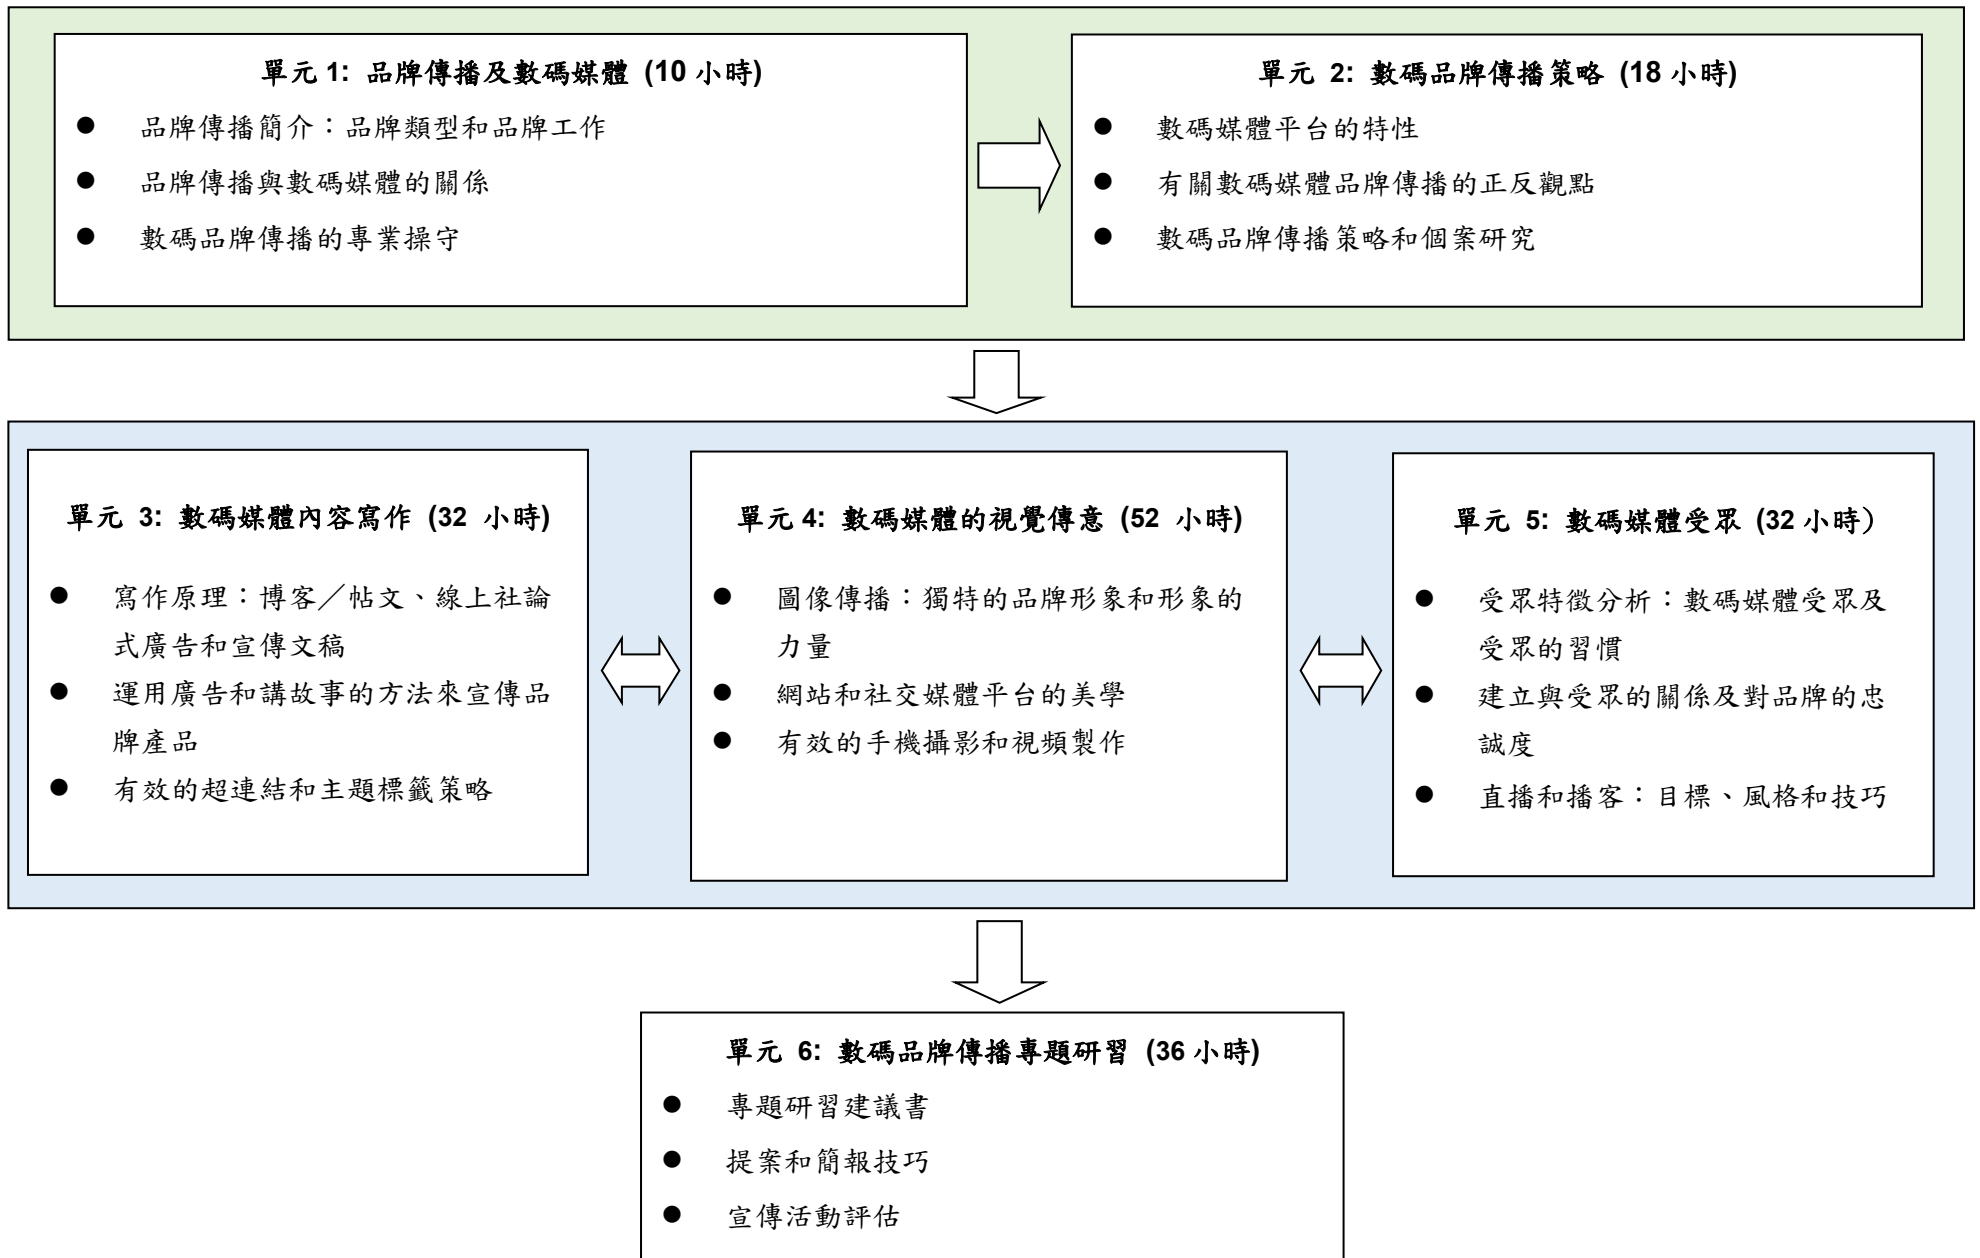 單元 1: 品牌傳播及數碼媒體 (10 小時)
● 品牌傳播簡介：品牌類型和品牌工作
● 品牌傳播與數碼媒體的關係
● 數碼品牌傳播的專業操守
單元 2: 數碼品牌傳播策略 (18 小時)
● 數碼媒體平台的特性
● 有關數碼媒體品牌傳播的正反觀點
● 數碼品牌傳播策略和個案研究
單元 3: 數碼媒體內容寫作 (32 小時)
● 寫作原理：博客／帖文、線上社論
式廣告和宣傳文稿
● 運用廣告和講故事的方法來宣傳品
牌產品
● 有效的超連結和主題標籤策略
單元 4: 數碼媒體的視覺傳意 (52 小時)
● 圖像傳播：獨特的品牌形象和形象的
力量
● 網站和社交媒體平台的美學
● 有效的手機攝影和視頻製作
單元 5: 數碼媒體受眾 (32 小時）
● 受眾特徵分析：數碼媒體受眾及
受眾的習慣
● 建立與受眾的關係及對品牌的忠
誠度
● 直播和播客：目標、風格和技巧
單元 6: 數碼品牌傳播專題研習 (36 小時)
● 專題研習建議書
● 提案和簡報技巧
● 宣傳活動評估